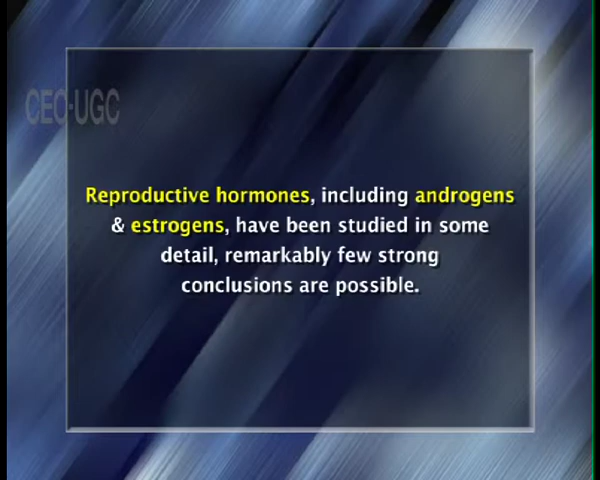 CEC-UGC
Reproductive hormones, including androgens
& estrogens, have been studied in some
detail, remarkably few strong
conclusions are possible.